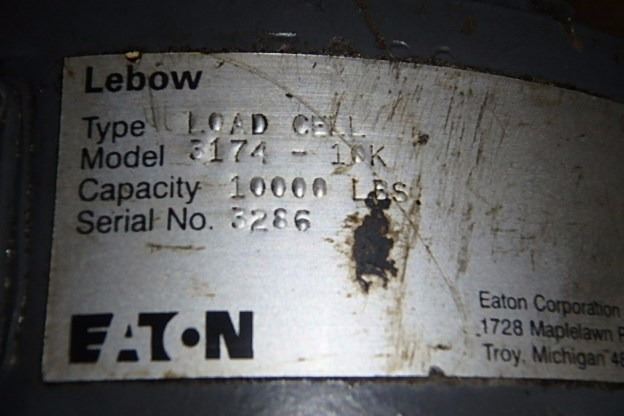 Lebow
Type LOAD CELL
Model 3174 - 10K
Capacity 10000 LBS.
Serial No. 3286
EATON
Eaton Corporation
1728 Maplelawn
Troy, Michigan